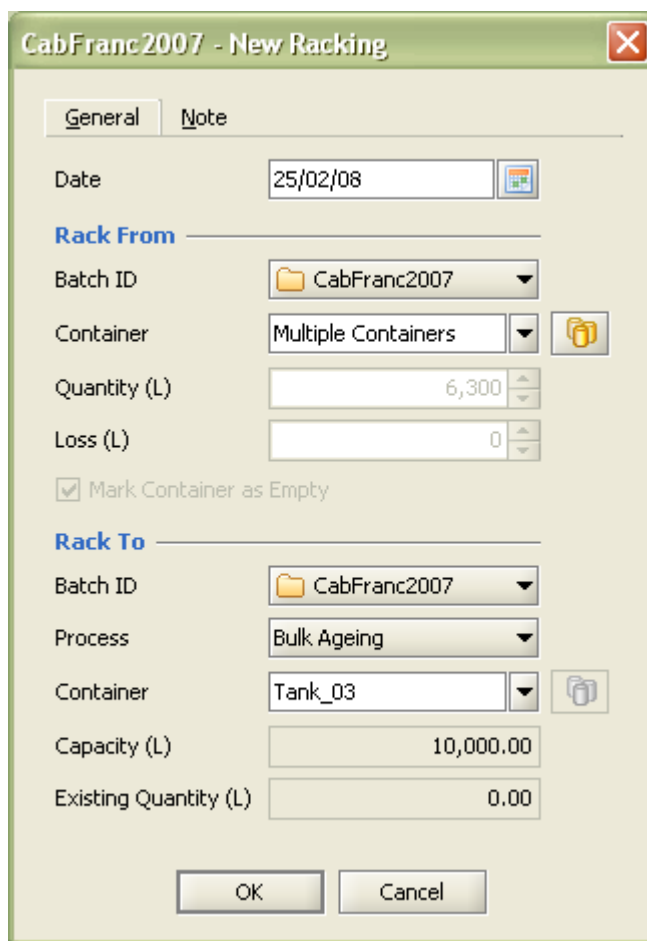 CabFranc2007 - New Racking
General Note
Date 25/02/08
Rack From
Batch ID CabFranc2007
Container Multiple Containers
Quantity (L) 6,300
Loss (L) 0
Mark Container as Empty
Rack To
Batch ID CabFranc2007
Process Bulk Ageing
Container Tank_03
Capacity (L) 10,000.00
Existing Quantity (L) 0.00
OK Cancel